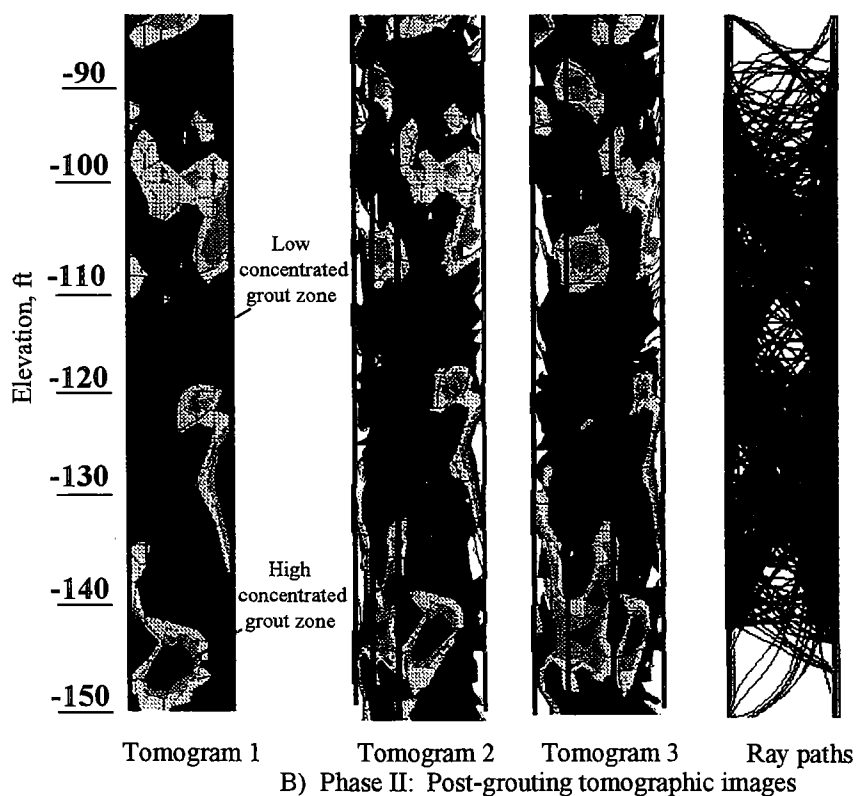 -90
-100
Low
concentrated
grout zone
-110
Elevation, ft
-120
-130
High
concentrated
grout zone
-140
-150
Tomogram 1
Tomogram 2
Tomogram 3
Ray paths
B) Phase II: Post-grouting tomographic images